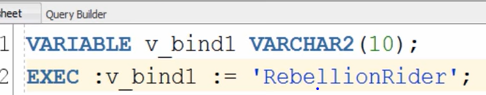 sheet Query Builder
1 VARIABLE v_bind1 VARCHAR2(10);
2 EXEC :v_bind1 := 'RebellionRider';